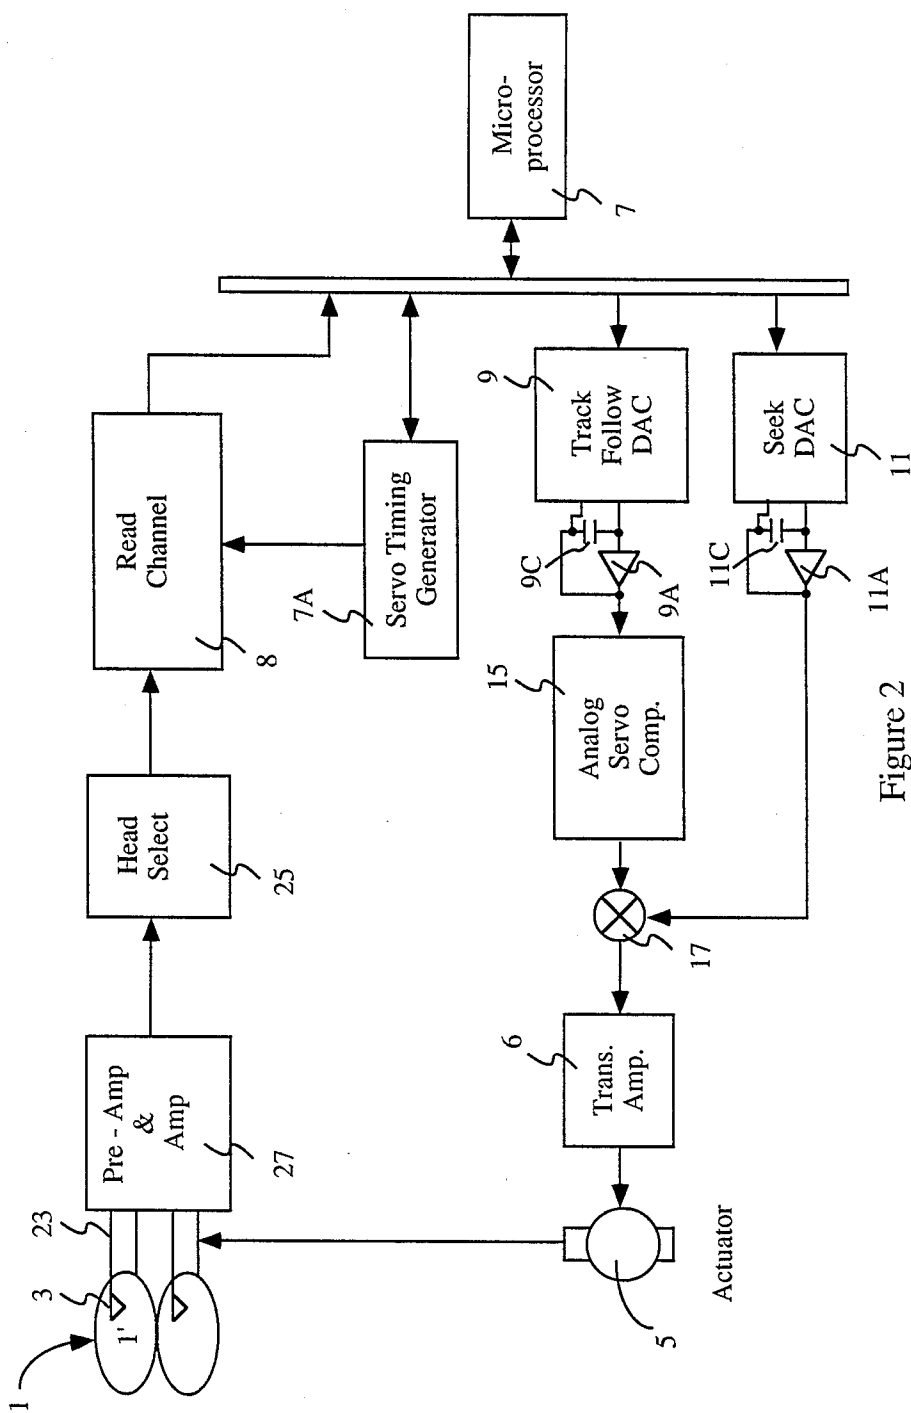 1
1'
3
23
Pre - Amp
& 
Amp
27
Head
Select
25
Read
Channel
8
7A
Servo Timing
Generator
Micro-
processor
7
Actuator
5
6
Trans.
Amp.
17
15
Analog
Servo
Comp.
9C
9A
9
Track
Follow
DAC
11C
11A
Seek
DAC
11
Figure 2